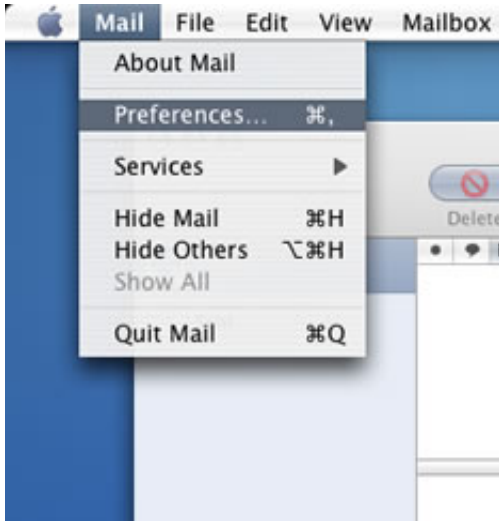 Mail File Edit View Mailbox
About Mail
Preferences... ⌘,
Services ▶
Hide Mail ⌘H
Hide Others ⌥⌘H
Show All
Quit Mail ⌘Q
Delete